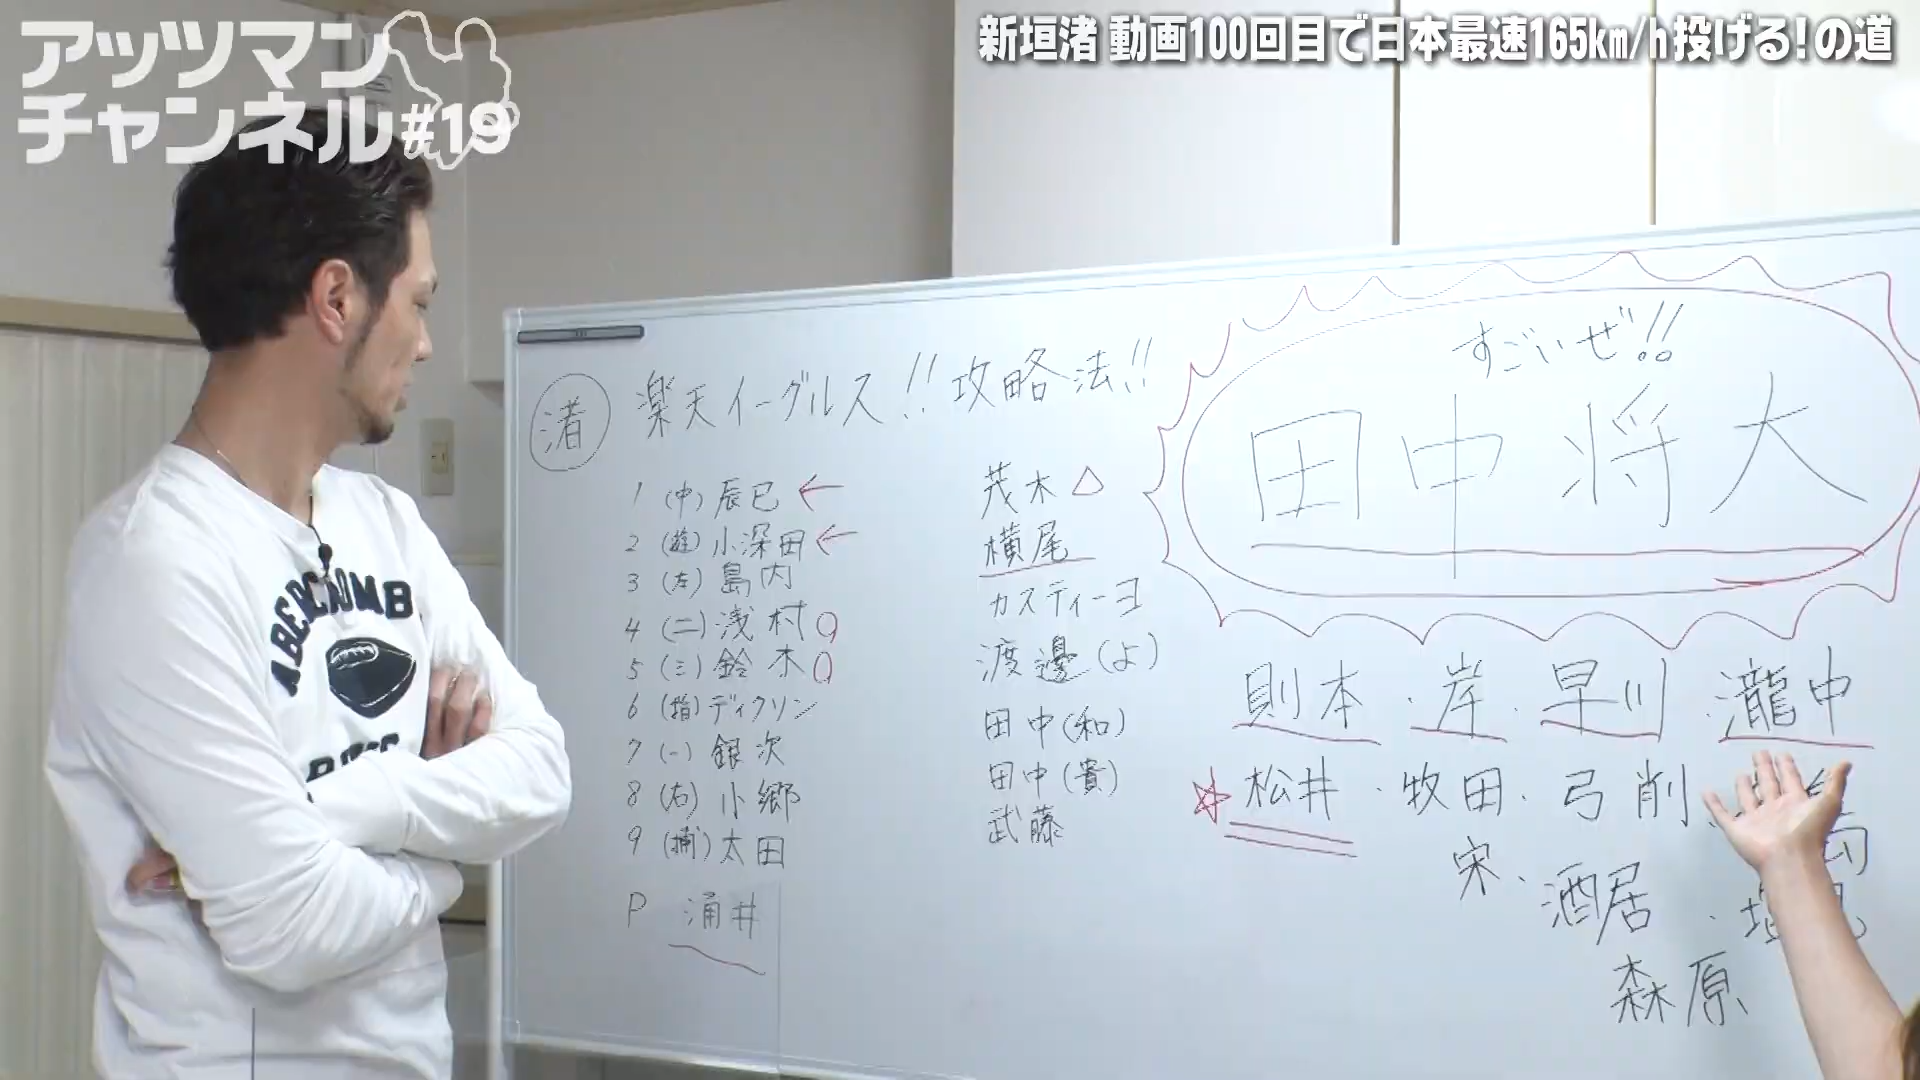 アッツマン
チャンネル#19
新垣渚 動画100回目で日本最速165km/h投げる!の道
ABERCROMB
渚 楽天イーグルス!! 攻略法!!
1 (中) 辰己 ←
2 (遊) 小深田 ←
3 (左) 島内
4 (二) 浅村
5 (三) 鈴木
6 (指) ディクソン
7 (一) 銀次
8 (右) 小郷
9 (捕) 太田
P 涌井
茂木 △
横尾
カスティーヨ
渡邊(よ)
田中(和)
田中(貴)
武藤
すごいぜ!!
田中将大
則本・岸・早川・瀧中
☆松井・牧田・弓削・
宋・酒居・
森原